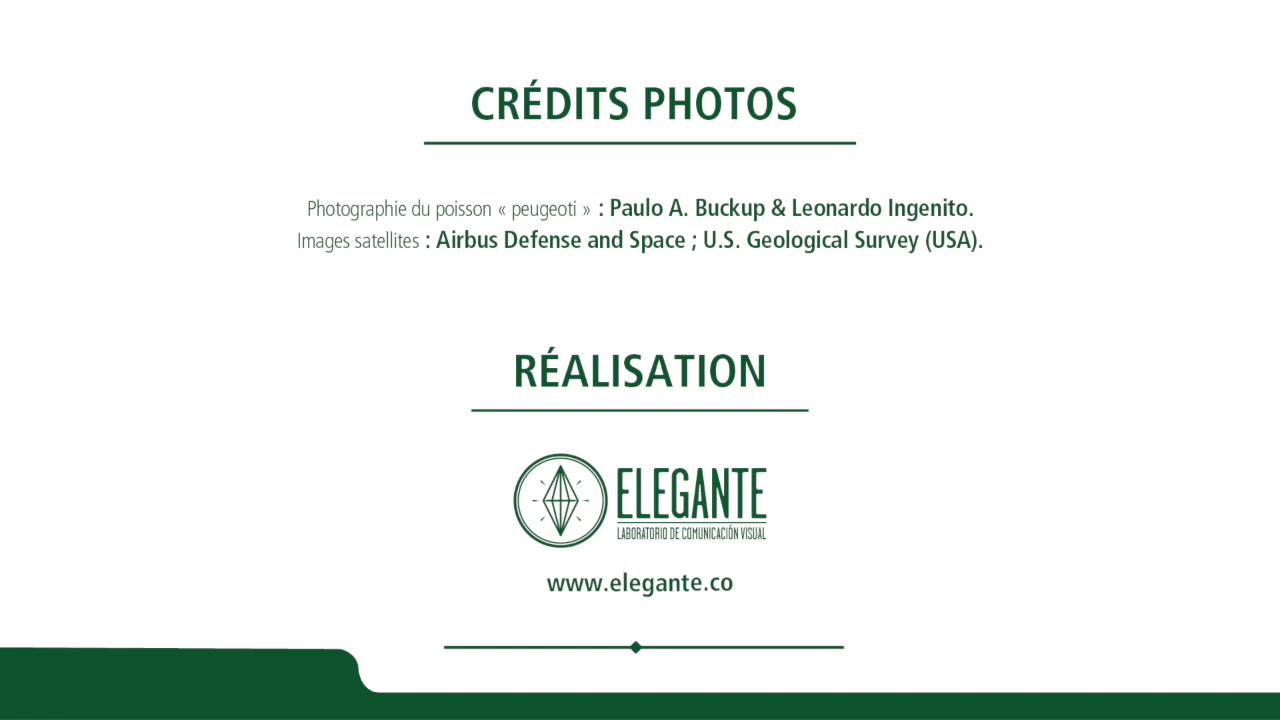 CRÉDITS PHOTOS
Photographie du poisson « peugeoti » : Paulo A. Buckup & Leonardo Ingenito.
Images satellites : Airbus Defense and Space ; U.S. Geological Survey (USA).
RÉALISATION
ELEGANTE
LABORATORIO DE COMUNICACIÓN VISUAL
www.elegante.co